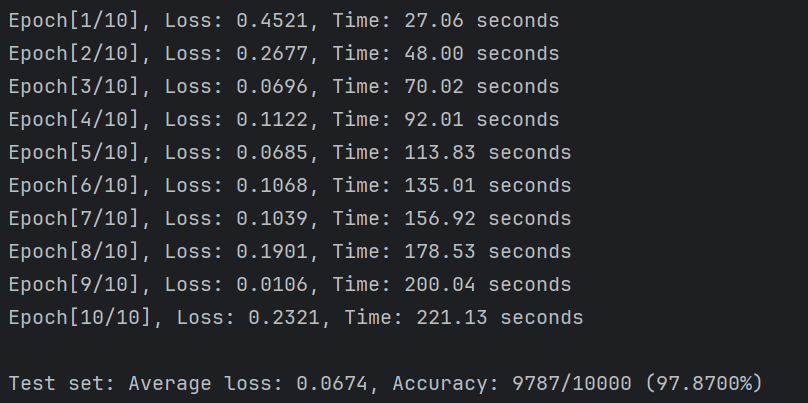 Epoch[1/10], Loss: 0.4521, Time: 27.06 seconds
Epoch[2/10], Loss: 0.2677, Time: 48.00 seconds
Epoch[3/10], Loss: 0.0696, Time: 70.02 seconds
Epoch[4/10], Loss: 0.1122, Time: 92.01 seconds
Epoch[5/10], Loss: 0.0685, Time: 113.83 seconds
Epoch[6/10], Loss: 0.1068, Time: 135.01 seconds
Epoch[7/10], Loss: 0.1039, Time: 156.92 seconds
Epoch[8/10], Loss: 0.1901, Time: 178.53 seconds
Epoch[9/10], Loss: 0.0106, Time: 200.04 seconds
Epoch[10/10], Loss: 0.2321, Time: 221.13 seconds
Test set: Average loss: 0.0674, Accuracy: 9787/10000 (97.8700%)